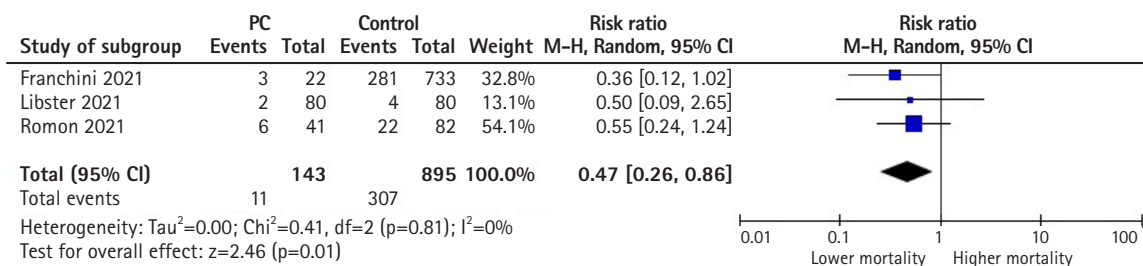 PC Control Risk ratio Risk ratio
Study of subgroup Events Total Events Total Weight M–H, Random, 95% CI M–H, Random, 95% CI
Franchini 2021 3 22 281 733 32.8% 0.36 [0.12, 1.02]
Libster 2021 2 80 4 80 13.1% 0.50 [0.09, 2.65]
Romon 2021 6 41 22 82 54.1% 0.55 [0.24, 1.24]
Total (95% CI) 143 895 100.0% 0.47 [0.26, 0.86]
Total events 11 307
Heterogeneity: Tau²=0.00; Chi²=0.41, df=2 (p=0.81); I²=0%
Test for overall effect: z=2.46 (p=0.01)
0.01 0.1 1 10 100
Lower mortality Higher mortality